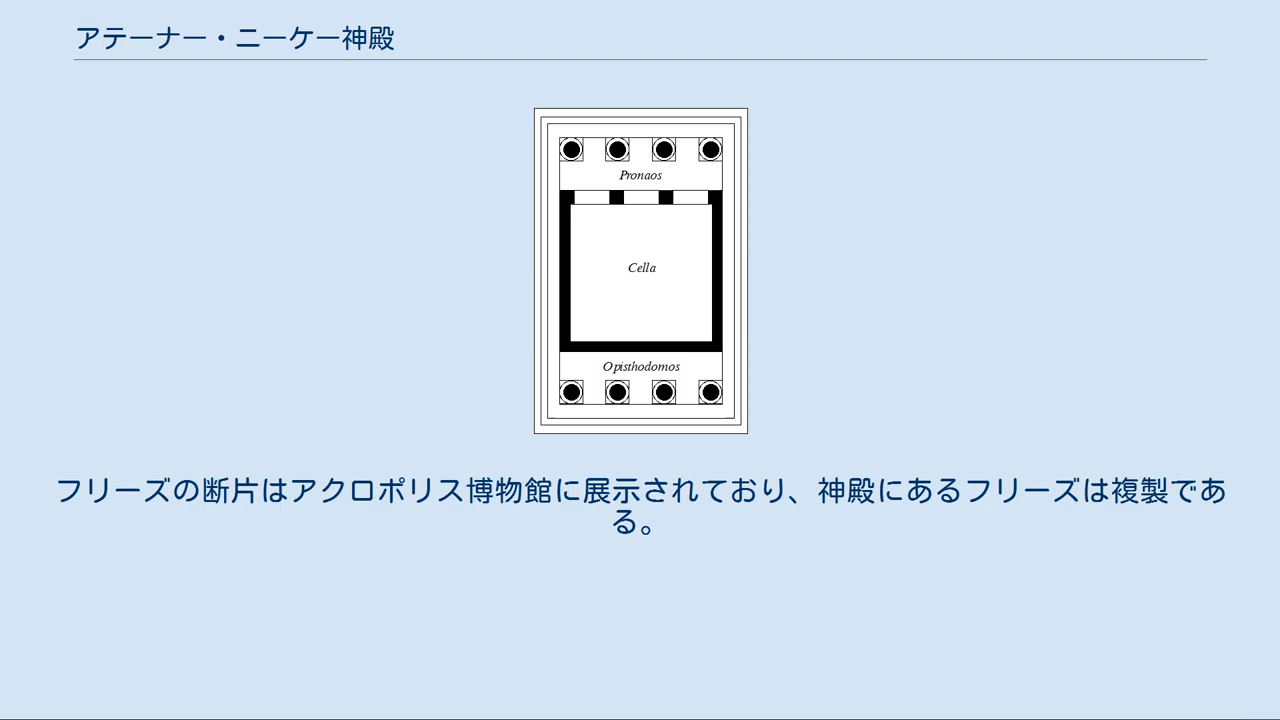 アテーナー・ニーケー神殿
Pronaos
Cella
Opisthodomos
フリーズの断片はアクロポリス博物館に展示されており、神殿にあるフリーズは複製であ
る。